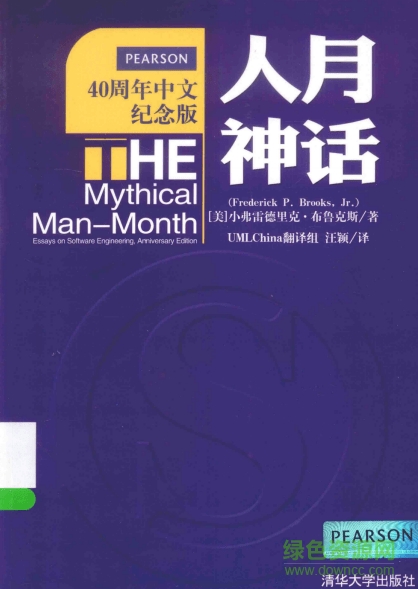 PEARSON
40周年中文
纪念版
THE
Mythical
Man-Month
Essays on Software Engineering, Anniversary Edition
人月
神话
(Frederick P. Brooks, Jr.)
[美]小弗雷德里克·布鲁克斯/著
UMLChina翻译组 汪颖/译
PEARSON
绿色资源网
www.downcc.com
清华大学出版社